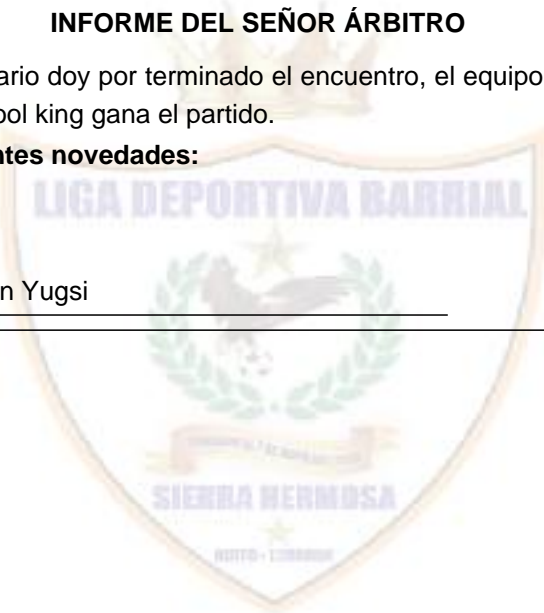 INFORME DEL SEÑOR ÁRBITRO
ario doy por terminado el encuentro, el equipo
ol king gana el partido.
ntes novedades:
LIGA DEPORTIVA BARRIAL
n Yugsi
SIERRA HERMOSA